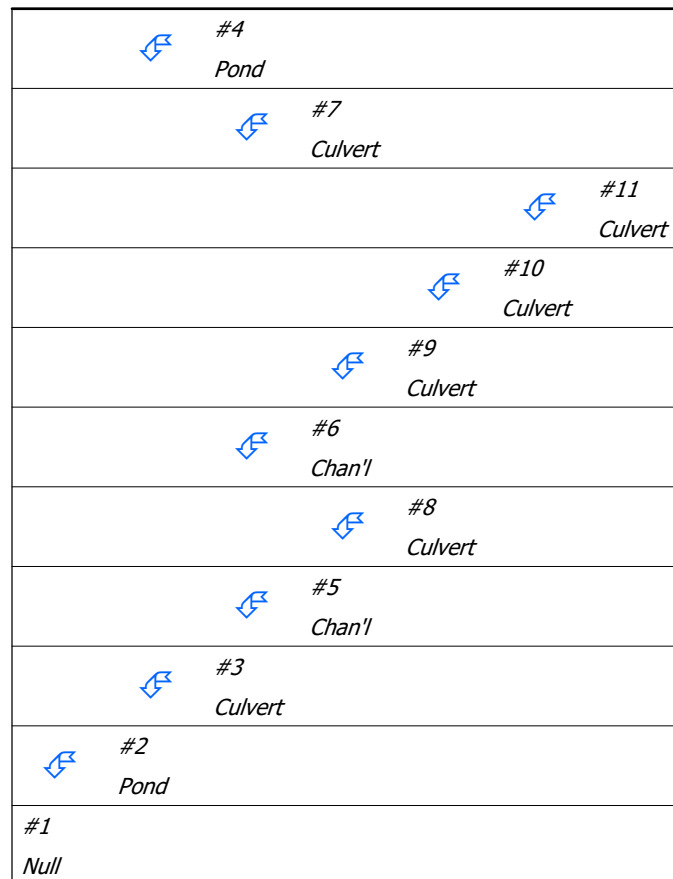 #4
Pond
#7
Culvert
#11
Culvert
#10
Culvert
#9
Culvert
#6
Chan'l
#8
Culvert
#5
Chan'l
#3
Culvert
#2
Pond
#1
Null